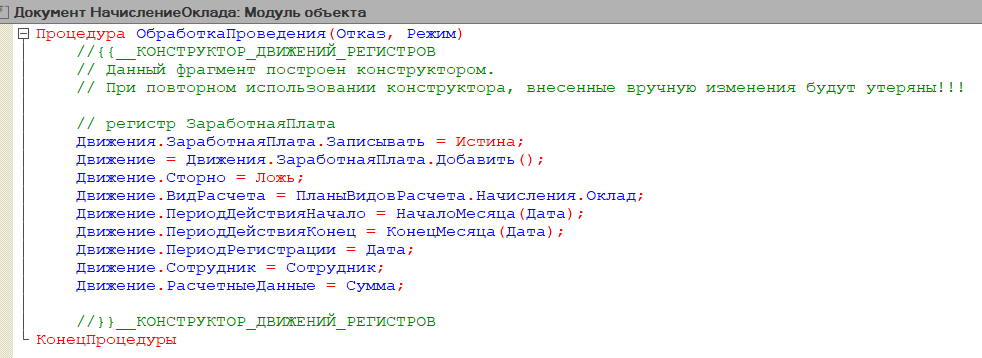 Документ НачислениеОклада: Модуль объекта
Процедура ОбработкаПроведения(Отказ, Режим)
//{{__КОНСТРУКТОР_ДВИЖЕНИЙ_РЕГИСТРОВ
// Данный фрагмент построен конструктором.
// При повторном использовании конструктора, внесенные вручную изменения будут утеряны!!!
// регистр ЗаработнаяПлата
Движения.ЗаработнаяПлата.Записывать = Истина;
Движение = Движения.ЗаработнаяПлата.Добавить();
Движение.Сторно = Ложь;
Движение.ВидРасчета = ПланыВидовРасчета.Начисления.Оклад;
Движение.ПериодДействияНачало = НачалоМесяца(Дата);
Движение.ПериодДействияКонец = КонецМесяца(Дата);
Движение.ПериодРегистрации = Дата;
Движение.Сотрудник = Сотрудник;
Движение.РасчетныеДанные = Сумма;
//}}__КОНСТРУКТОР_ДВИЖЕНИЙ_РЕГИСТРОВ
КонецПроцедуры